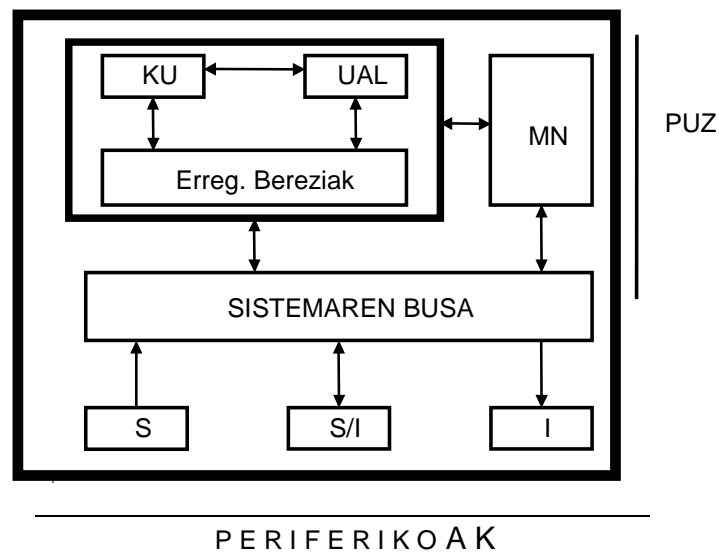 KU UAL
PUZ
MN
Erreg. Bereziak
SISTEMAREN BUSA
S S/I I
PERIFERIKOAK